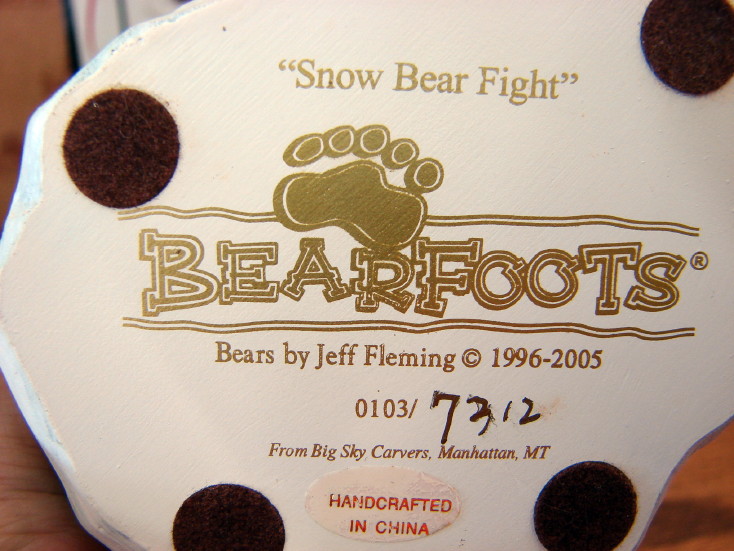 “Snow Bear Fight”
BEARFOOTS®
Bears by Jeff Fleming © 1996-2005
0103/ 7312
From Big Sky Carvers, Manhattan, MT
HANDCRAFTED
IN CHINA